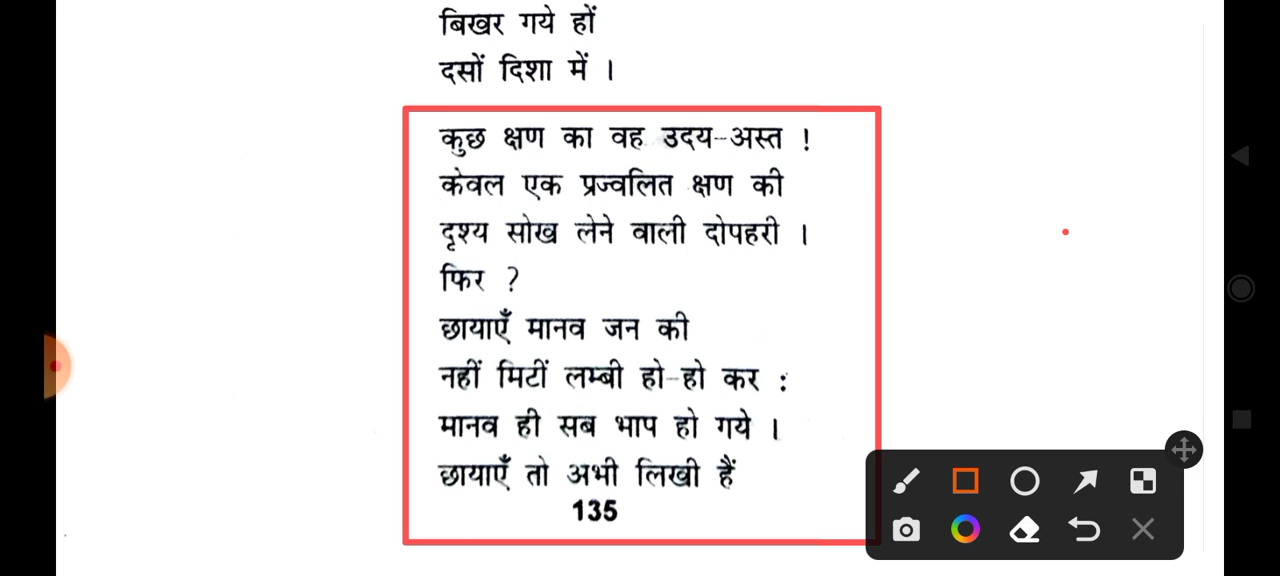 बिखर गये हों
दसों दिशा में ।
कुछ क्षण का वह उदय-अस्त !
केवल एक प्रज्वलित क्षण की
दृश्य सोख लेने वाली दोपहरी ।
फिर ?
छायाएँ मानव जन की
नहीं मिटीं लम्बी हो-हो कर :
मानव ही सब भाप हो गये ।
छायाएँ तो अभी लिखी हैं
135